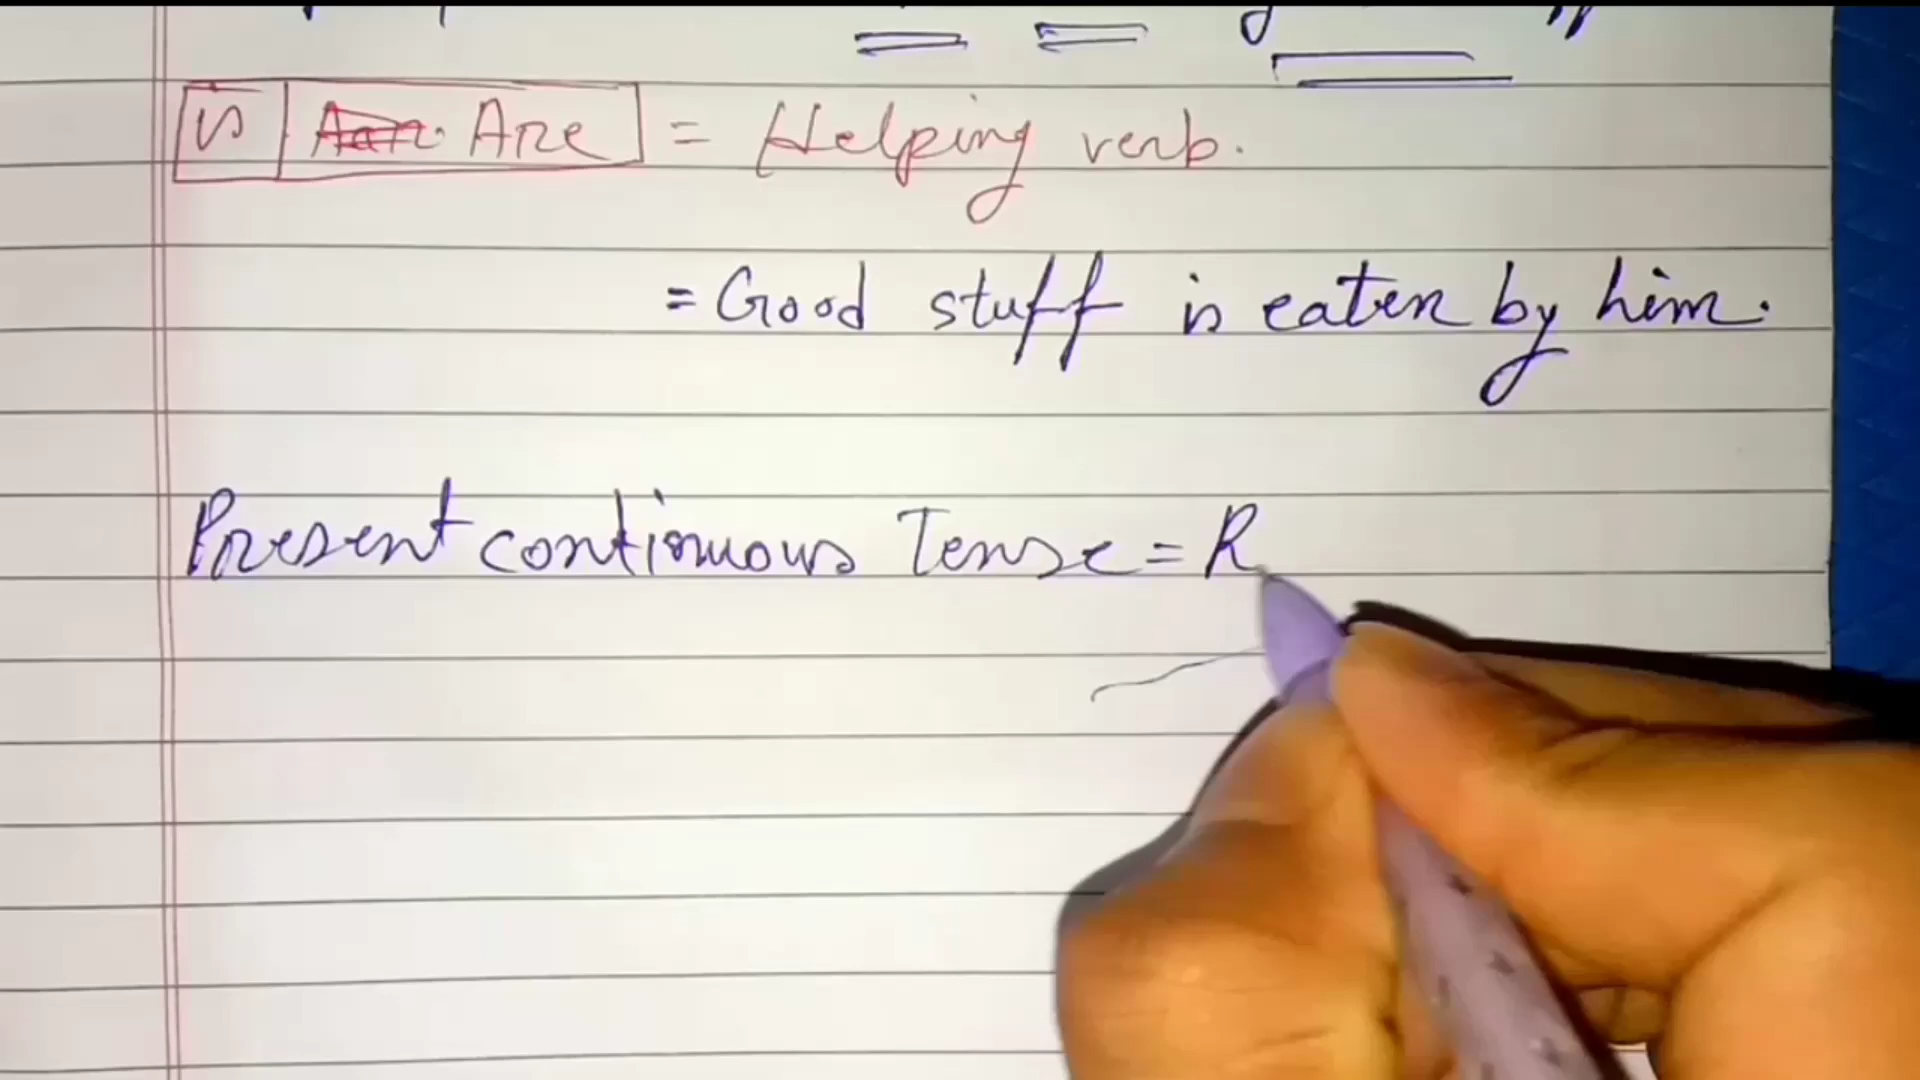 is Are = Helping verb.
= Good stuff is eaten by him.
Present continuous Tense = R